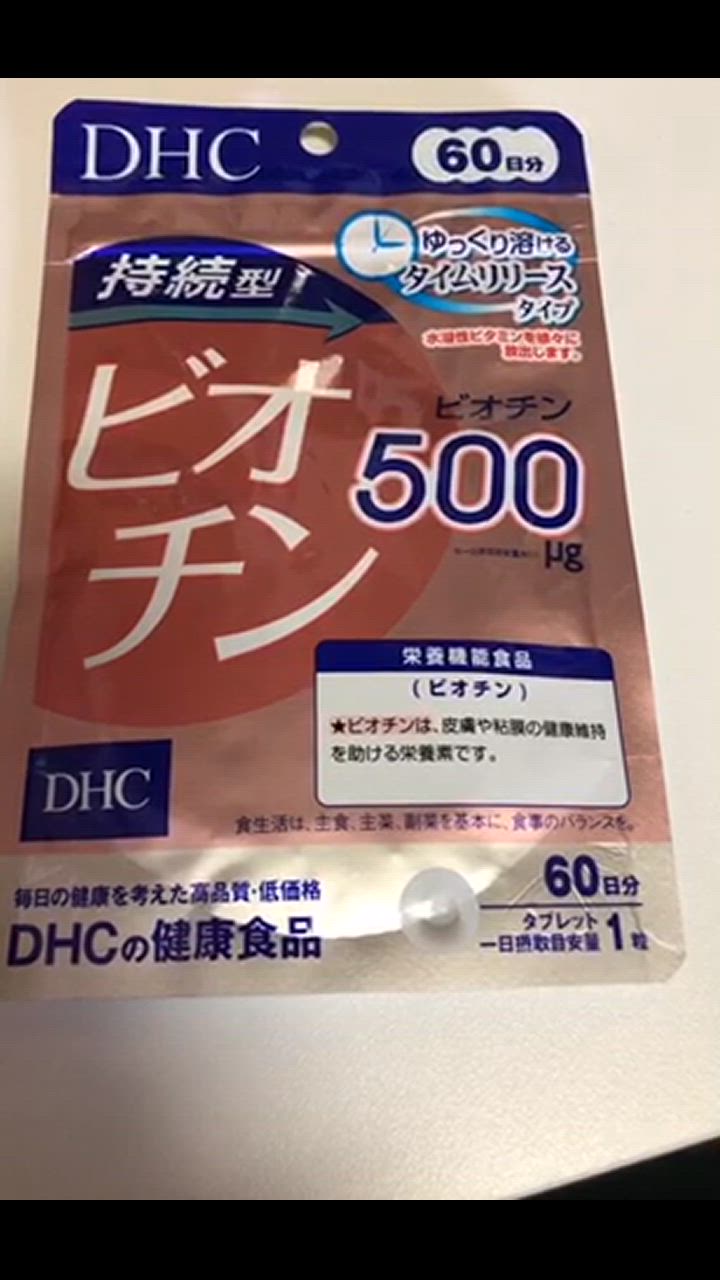 DHC
60日分
ゆっくり溶ける
タイムリリース
タイプ
水溶性ビタミンを徐々に
放出します。
持続型
ビオ
チン
ビオチン
500
μg
栄養機能食品
(ビオチン)
★ビオチンは、皮膚や粘膜の健康維持
を助ける栄養素です。
DHC
食生活は、主食、主菜、副菜を基本に、食事のバランスを。
毎日の健康を考えた高品質・低価格
DHCの健康食品
60日分
タブレット
一日摂取目安量 1粒